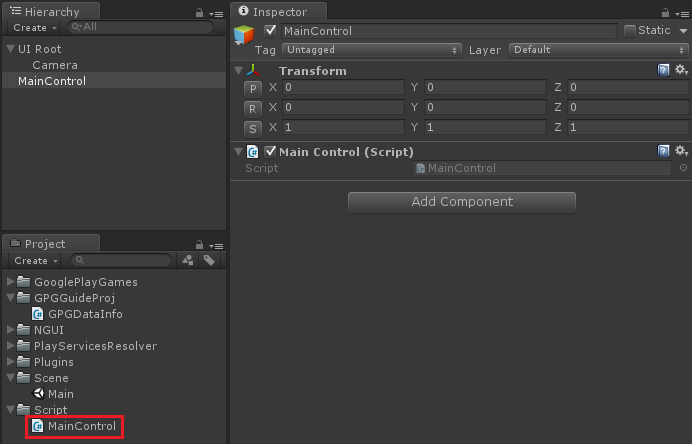 Hierarchy
Create
All
UI Root
Camera
MainControl
Inspector
MainControl
Static
Tag Untagged Layer Default
Transform
P X 0 Y 0 Z 0
R X 0 Y 0 Z 0
S X 1 Y 1 Z 1
Main Control (Script)
Script MainControl
Add Component
Project
Create
GooglePlayGames
GPGGuideProj
GPGDataInfo
NGUI
PlayServicesResolver
Plugins
Scene
Main
Script
MainControl